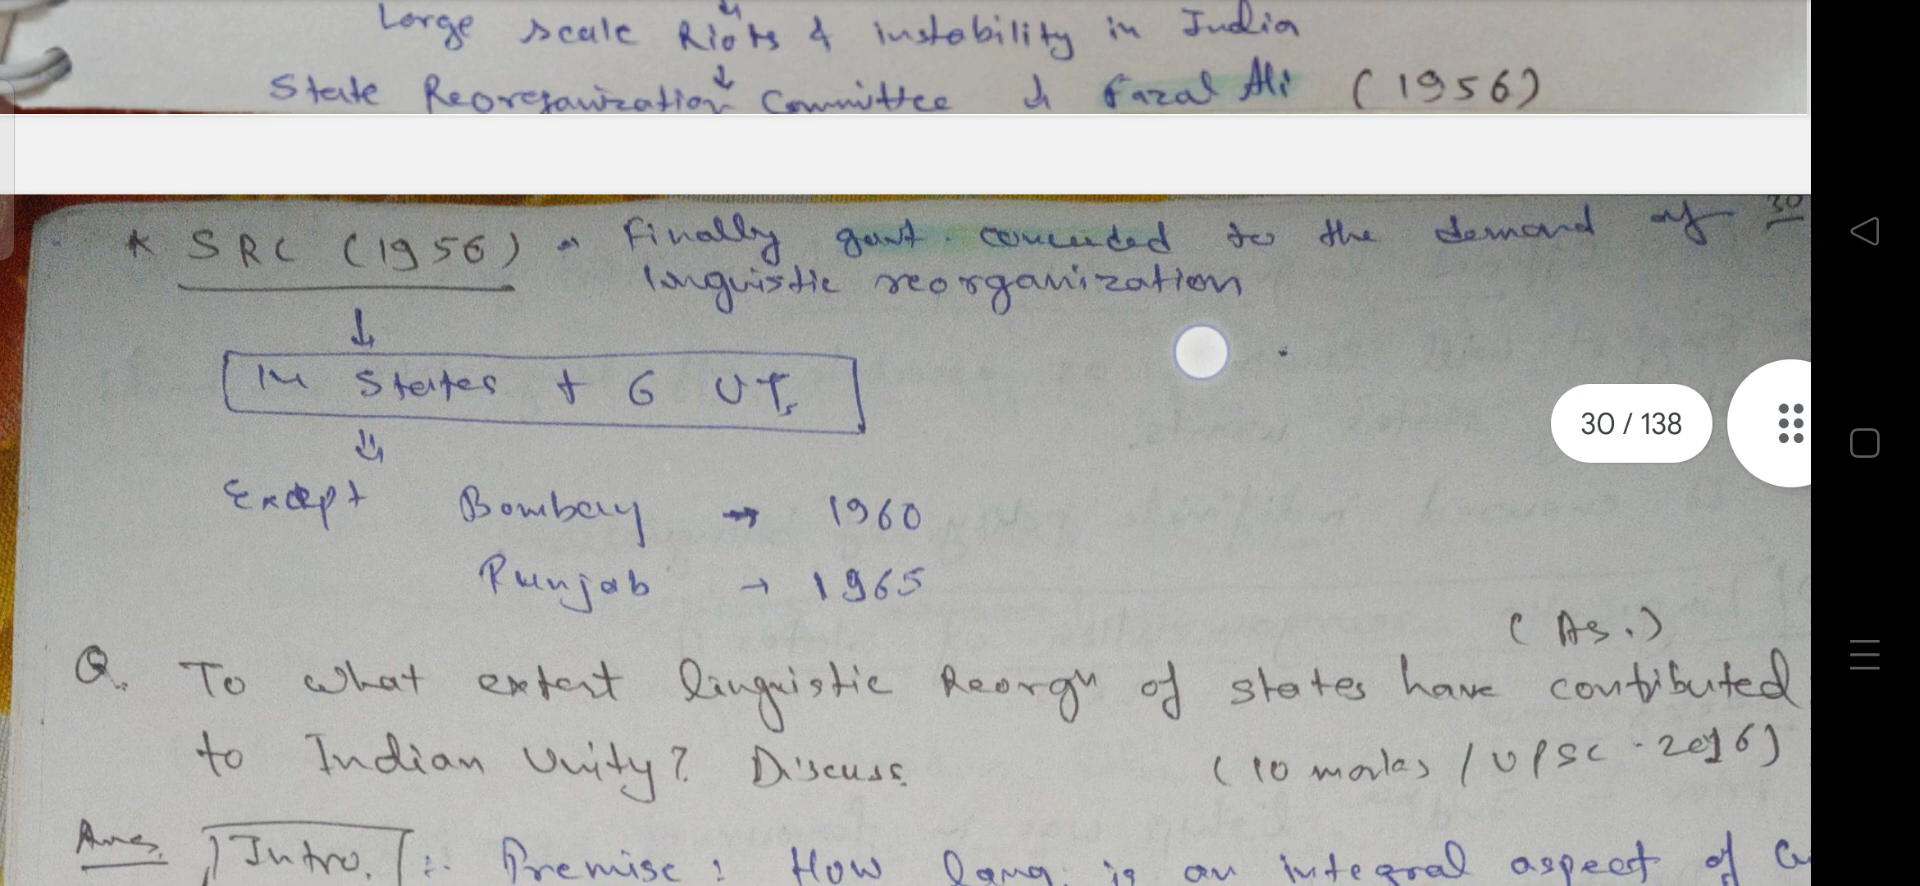 Large scale Riots & instability in India
↓
State Reorganization Committee Fazal Ali (1956)
30
* SRC (1956) → Finally govt. conceeded to the demand of
linguistic reorganization
↓
14 States + 6 UTs
⇓
Except Bombay → 1960
Punjab → 1965
30 / 138
(As.)
Q. To what extent linguistic Reorgn of states have contributed
to Indian Unity? Discuss. (10 marks / UPSC - 2016)
Ans. Intro. :- Premise : How lang. is an integral aspect of